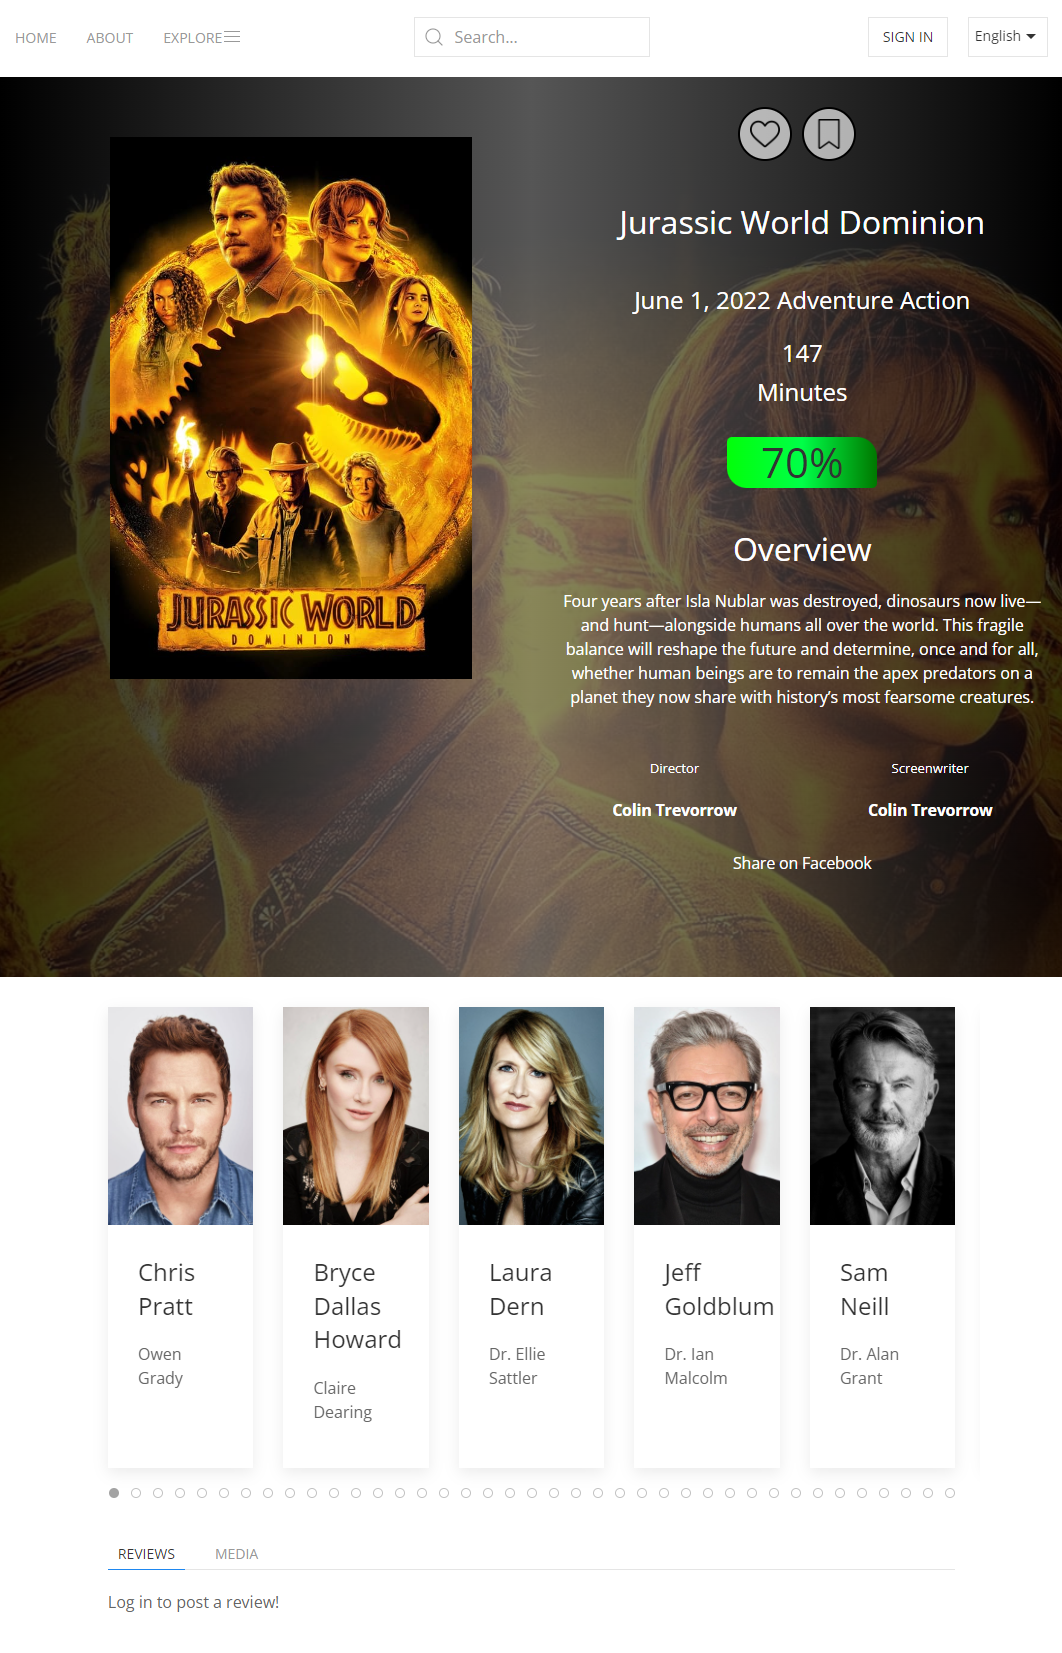 HOME ABOUT EXPLORE
Search...
SIGN IN
English
JURASSIC WORLD
DOMINION
Jurassic World Dominion
June 1, 2022 Adventure Action
147
Minutes
70%
Overview
Four years after Isla Nublar was destroyed, dinosaurs now live—
and hunt—alongside humans all over the world. This fragile
balance will reshape the future and determine, once and for all,
whether human beings are to remain the apex predators on a
planet they now share with history’s most fearsome creatures.
Director
Colin Trevorrow
Screenwriter
Colin Trevorrow
Share on Facebook
Chris
Pratt
Owen
Grady
Bryce
Dallas
Howard
Claire
Dearing
Laura
Dern
Dr. Ellie
Sattler
Jeff
Goldblum
Dr. Ian
Malcolm
Sam
Neill
Dr. Alan
Grant
REVIEWS MEDIA
Log in to post a review!